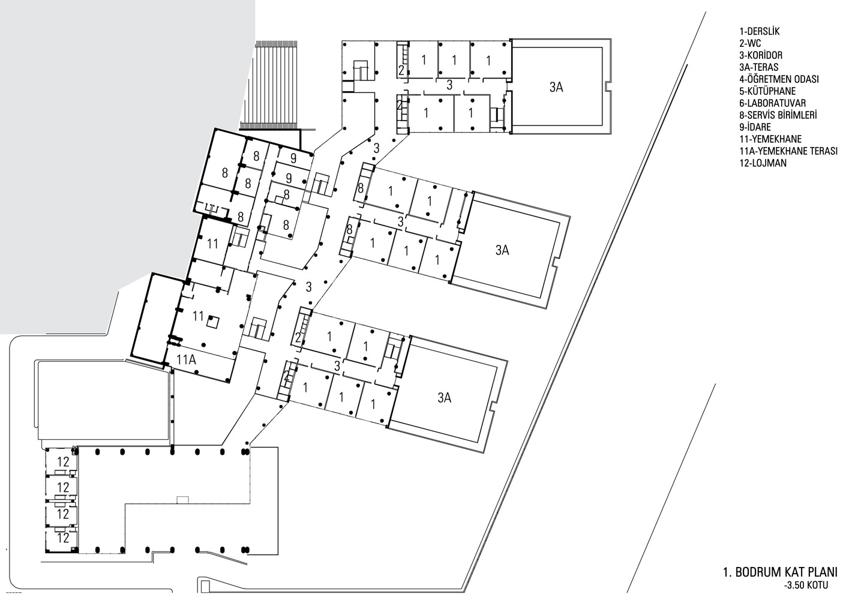 1-DERSLİK
2-WC
3-KORİDOR
3A-TERAS
4-ÖĞRETMEN ODASI
5-KÜTÜPHANE
6-LABORATUVAR
8-SERVİS BİRİMLERİ
9-İDARE
11-YEMEKHANE
11A-YEMEKHANE TERASI
12-LOJMAN
2 1 1 1
3 3A
2 1 1
3
8 9
8 8 9
8 8
8 8
8 1 1
3
8 1 1 1
3A
11
3
11
11A
2 1 1
3
2 1 1 1
3A
12
12
12
12
1. BODRUM KAT PLANI
-3.50 KOTU